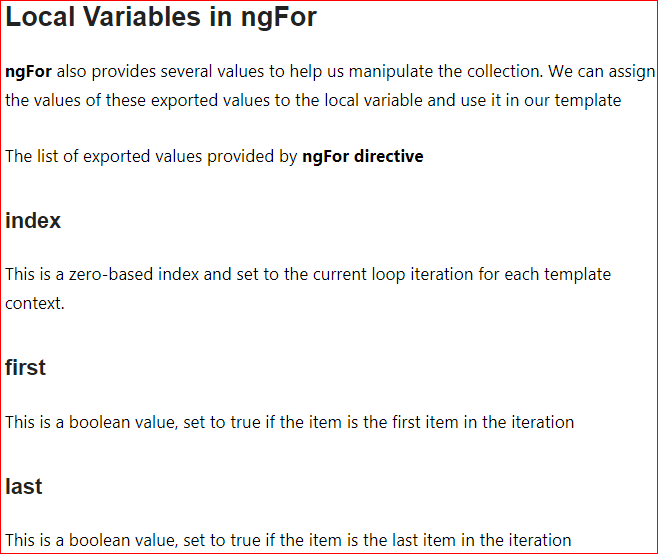 Local Variables in ngFor
ngFor also provides several values to help us manipulate the collection. We can assign
the values of these exported values to the local variable and use it in our template
The list of exported values provided by ngFor directive
index
This is a zero-based index and set to the current loop iteration for each template
context.
first
This is a boolean value, set to true if the item is the first item in the iteration
last
This is a boolean value, set to true if the item is the last item in the iteration